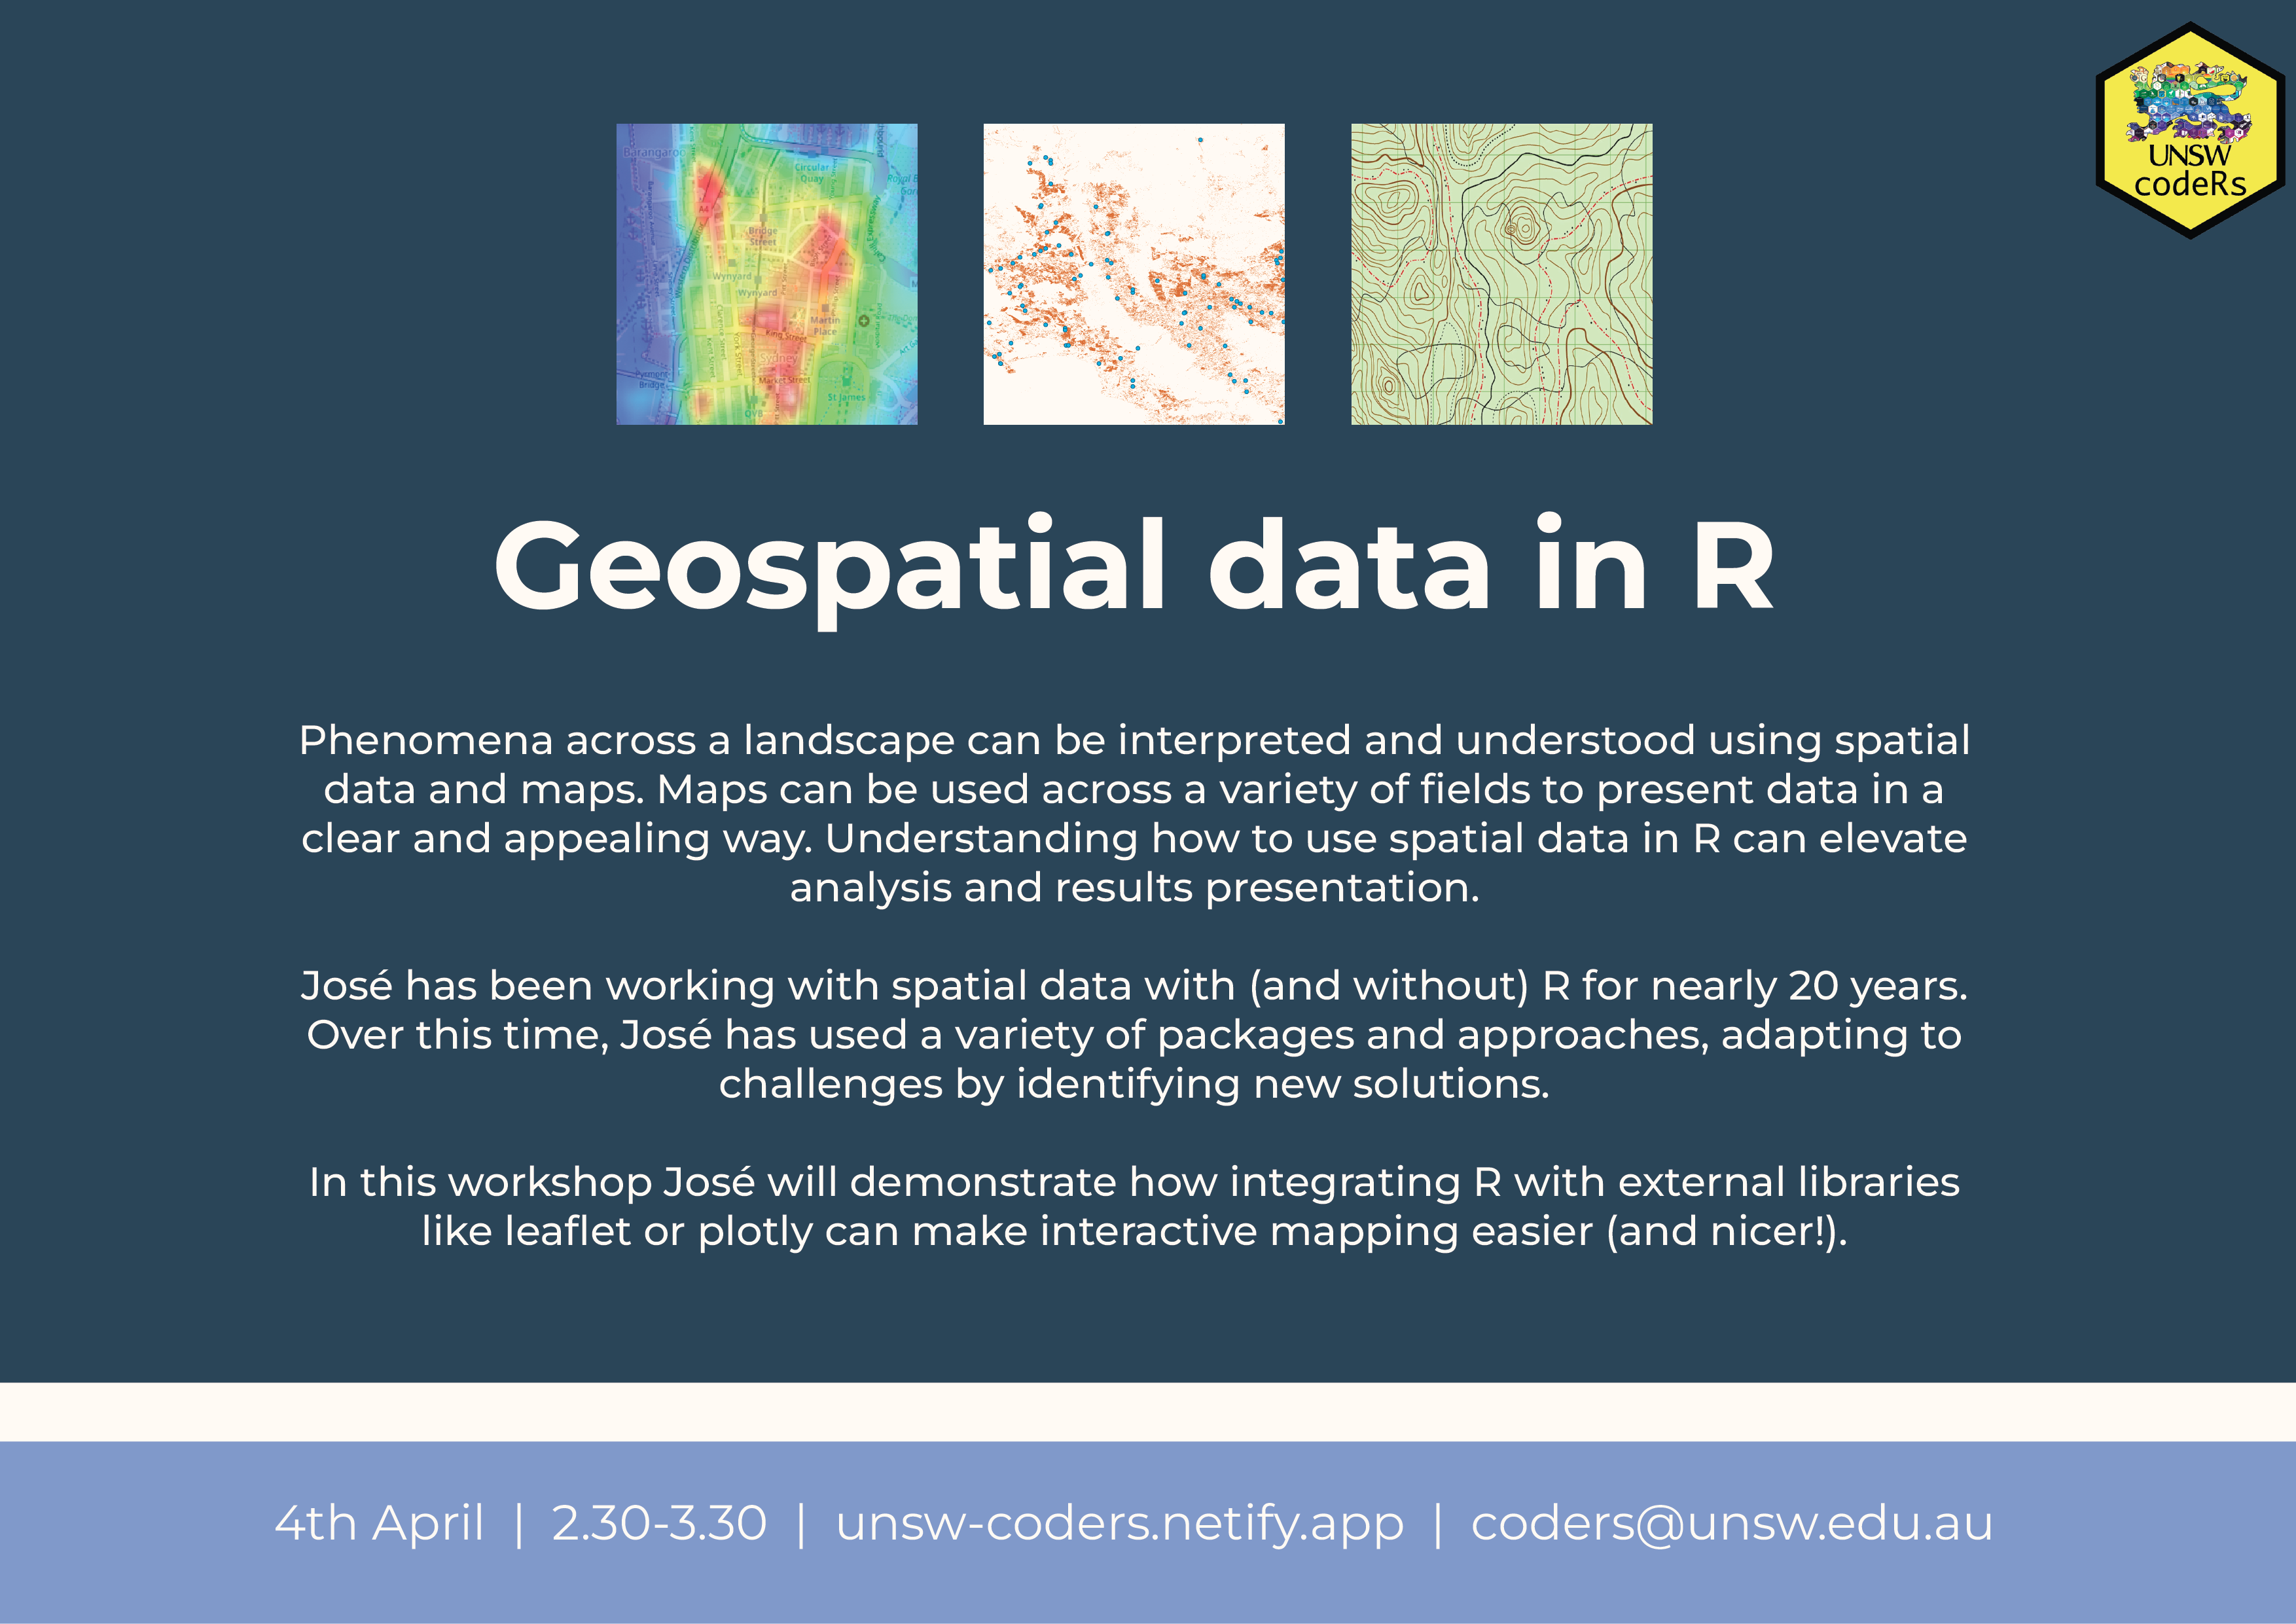 UNSW
codeRs
Barangaroo
Circular
Quay
Bridge
Street
Wynyard
Wynyard
Martin
Place
King Street
Sydney
Market Street
Pyrmont
Bridge
QVB
St James
Geospatial data in R
Phenomena across a landscape can be interpreted and understood using spatial
data and maps. Maps can be used across a variety of fields to present data in a
clear and appealing way. Understanding how to use spatial data in R can elevate
analysis and results presentation.
José has been working with spatial data with (and without) R for nearly 20 years.
Over this time, José has used a variety of packages and approaches, adapting to
challenges by identifying new solutions.
In this workshop José will demonstrate how integrating R with external libraries
like leaflet or plotly can make interactive mapping easier (and nicer!).
4th April | 2.30-3.30 | unsw-coders.netify.app | coders@unsw.edu.au